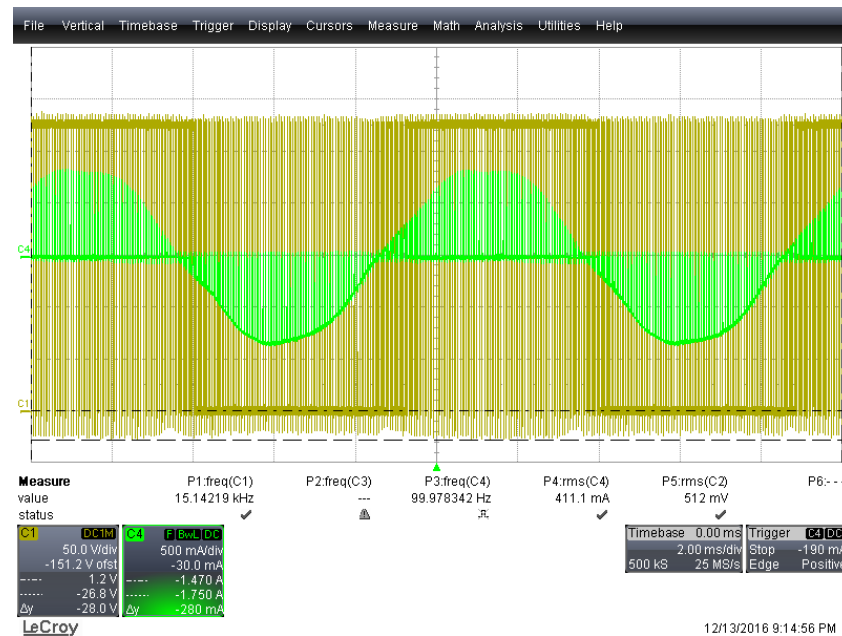 File Vertical Timebase Trigger Display Cursors Measure Math Analysis Utilities Help
C4
C1
Measure P1:freq(C1) P2:freq(C3) P3:freq(C4) P4:rms(C4) P5:rms(C2) P6:- -
value 15.14219 kHz --- 99.978342 Hz 411.1 mA 512 mV
status
C1 DC1M C4 F BwL DC Timebase 0.00 ms Trigger C4 DC
50.0 V/div 500 mA/div 2.00 ms/div Stop -190 mA
-151.2 V ofst -30.0 mA 500 kS 25 MS/s Edge Positive
1.2 V -1.470 A
-26.8 V -1.750 A
Δy -28.0 V Δy -280 mA
LeCroy 12/13/2016 9:14:56 PM